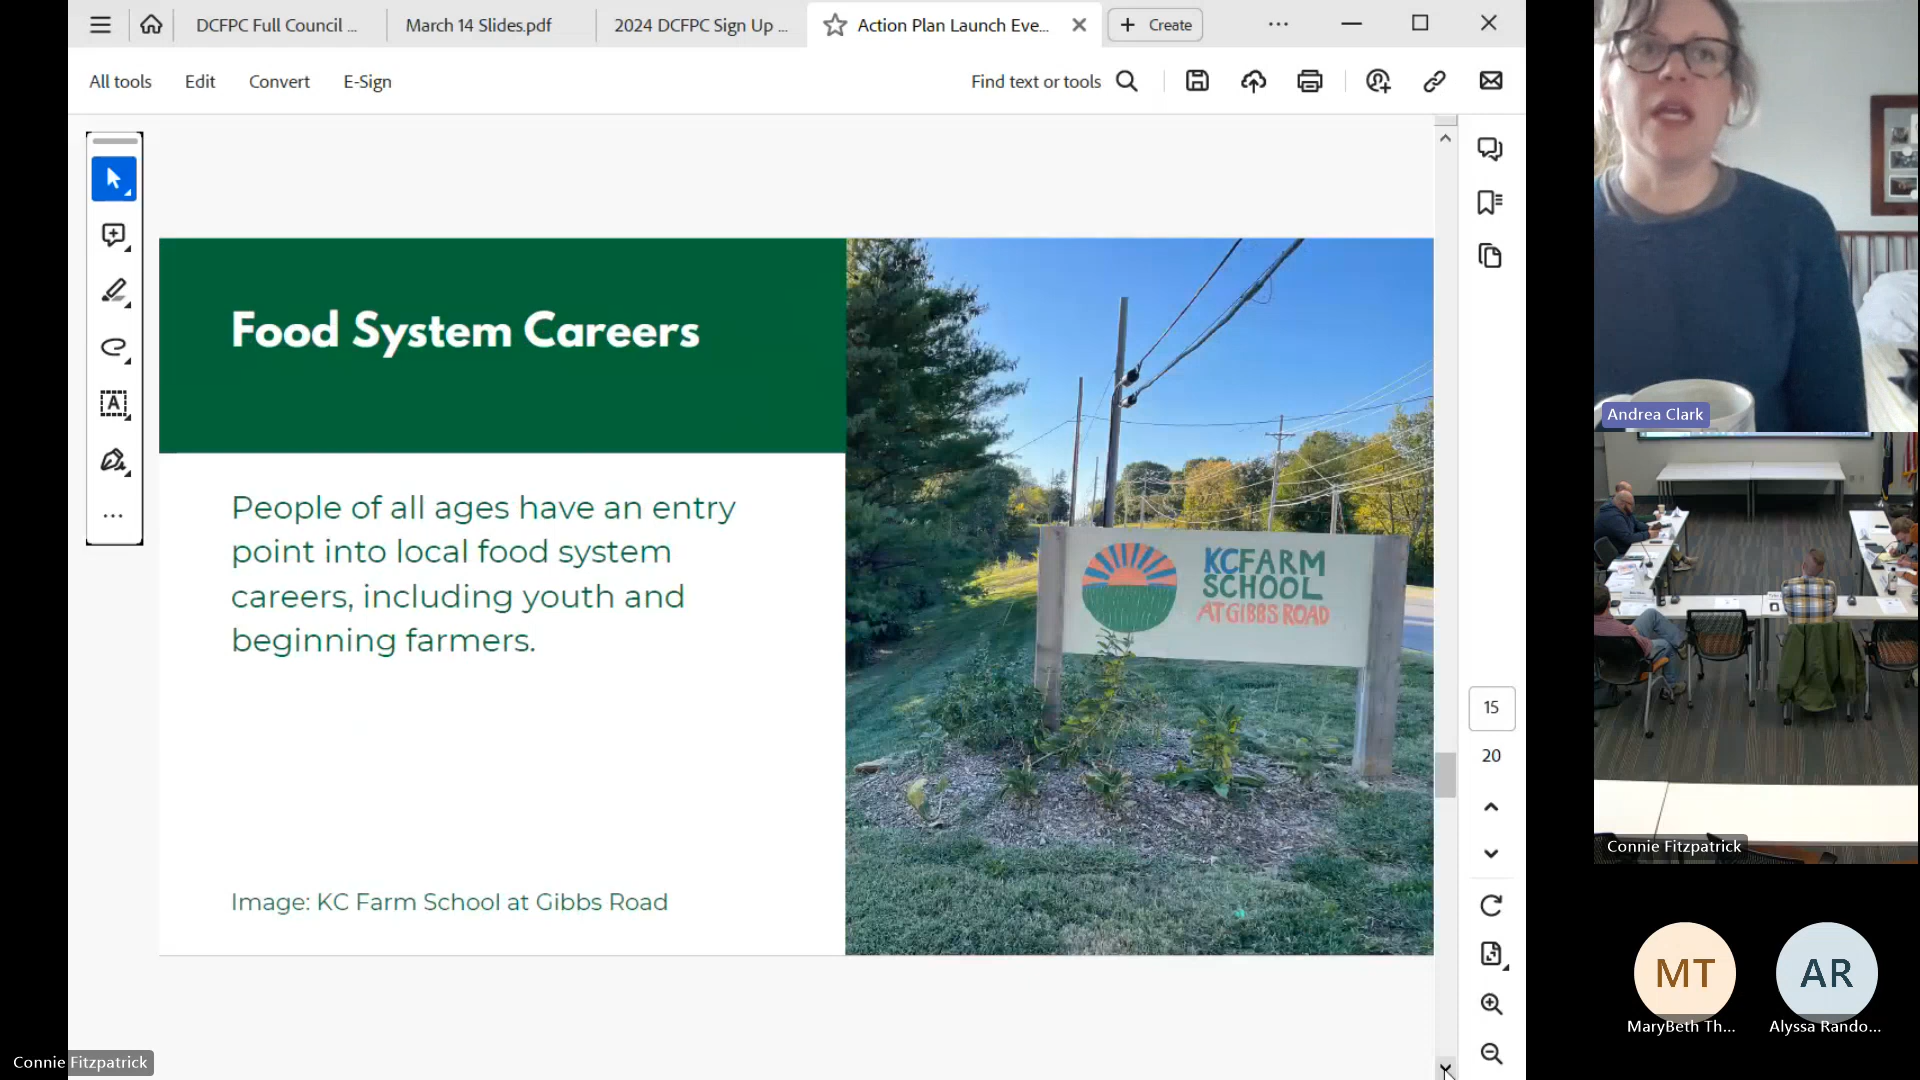 DCFPC Full Council ...
March 14 Slides.pdf
2024 DCFPC Sign Up ...
Action Plan Launch Eve...
Create
All tools
Edit
Convert
E-Sign
Find text or tools
Food System Careers
People of all ages have an entry
point into local food system
careers, including youth and
beginning farmers.
Image: KC Farm School at Gibbs Road
KCFARM
SCHOOL
AT GIBBS ROAD
15
20
Andrea Clark
Connie Fitzpatrick
MT
MaryBeth Th...
AR
Alyssa Rando...
Connie Fitzpatrick